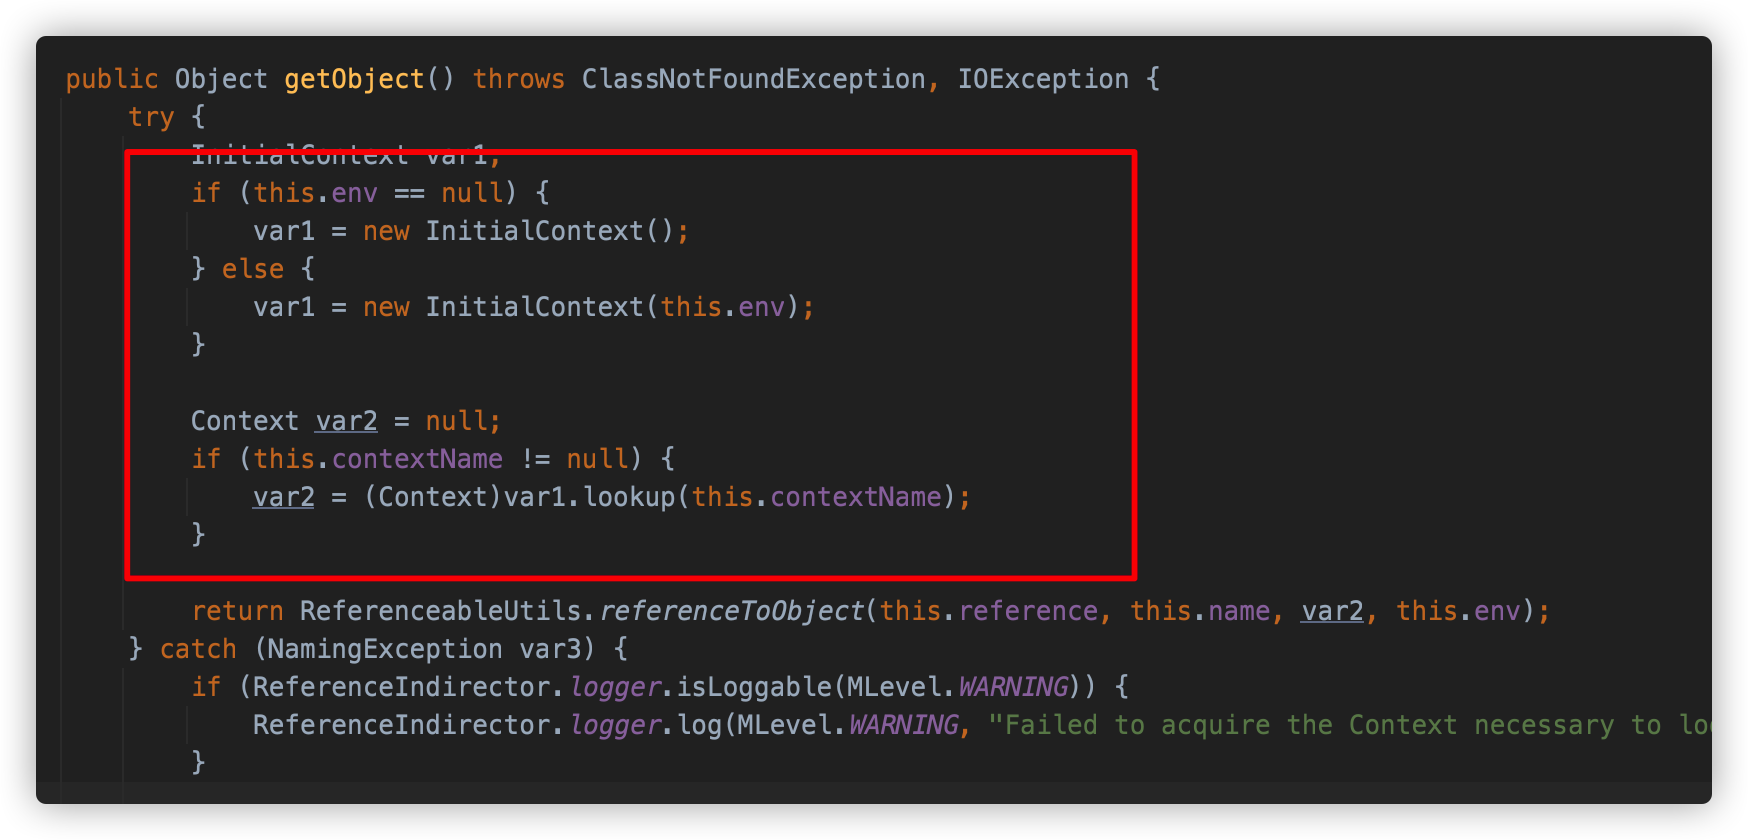 public Object getObject() throws ClassNotFoundException, IOException {
try {
InitialContext var1;
if (this.env == null) {
var1 = new InitialContext();
} else {
var1 = new InitialContext(this.env);
}
Context var2 = null;
if (this.contextName != null) {
var2 = (Context)var1.lookup(this.contextName);
}
return ReferenceableUtils.referenceToObject(this.reference, this.name, var2, this.env);
} catch (NamingException var3) {
if (ReferenceIndirector.logger.isLoggable(MLevel.WARNING)) {
ReferenceIndirector.logger.log(MLevel.WARNING, "Failed to acquire the Context necessary to
}